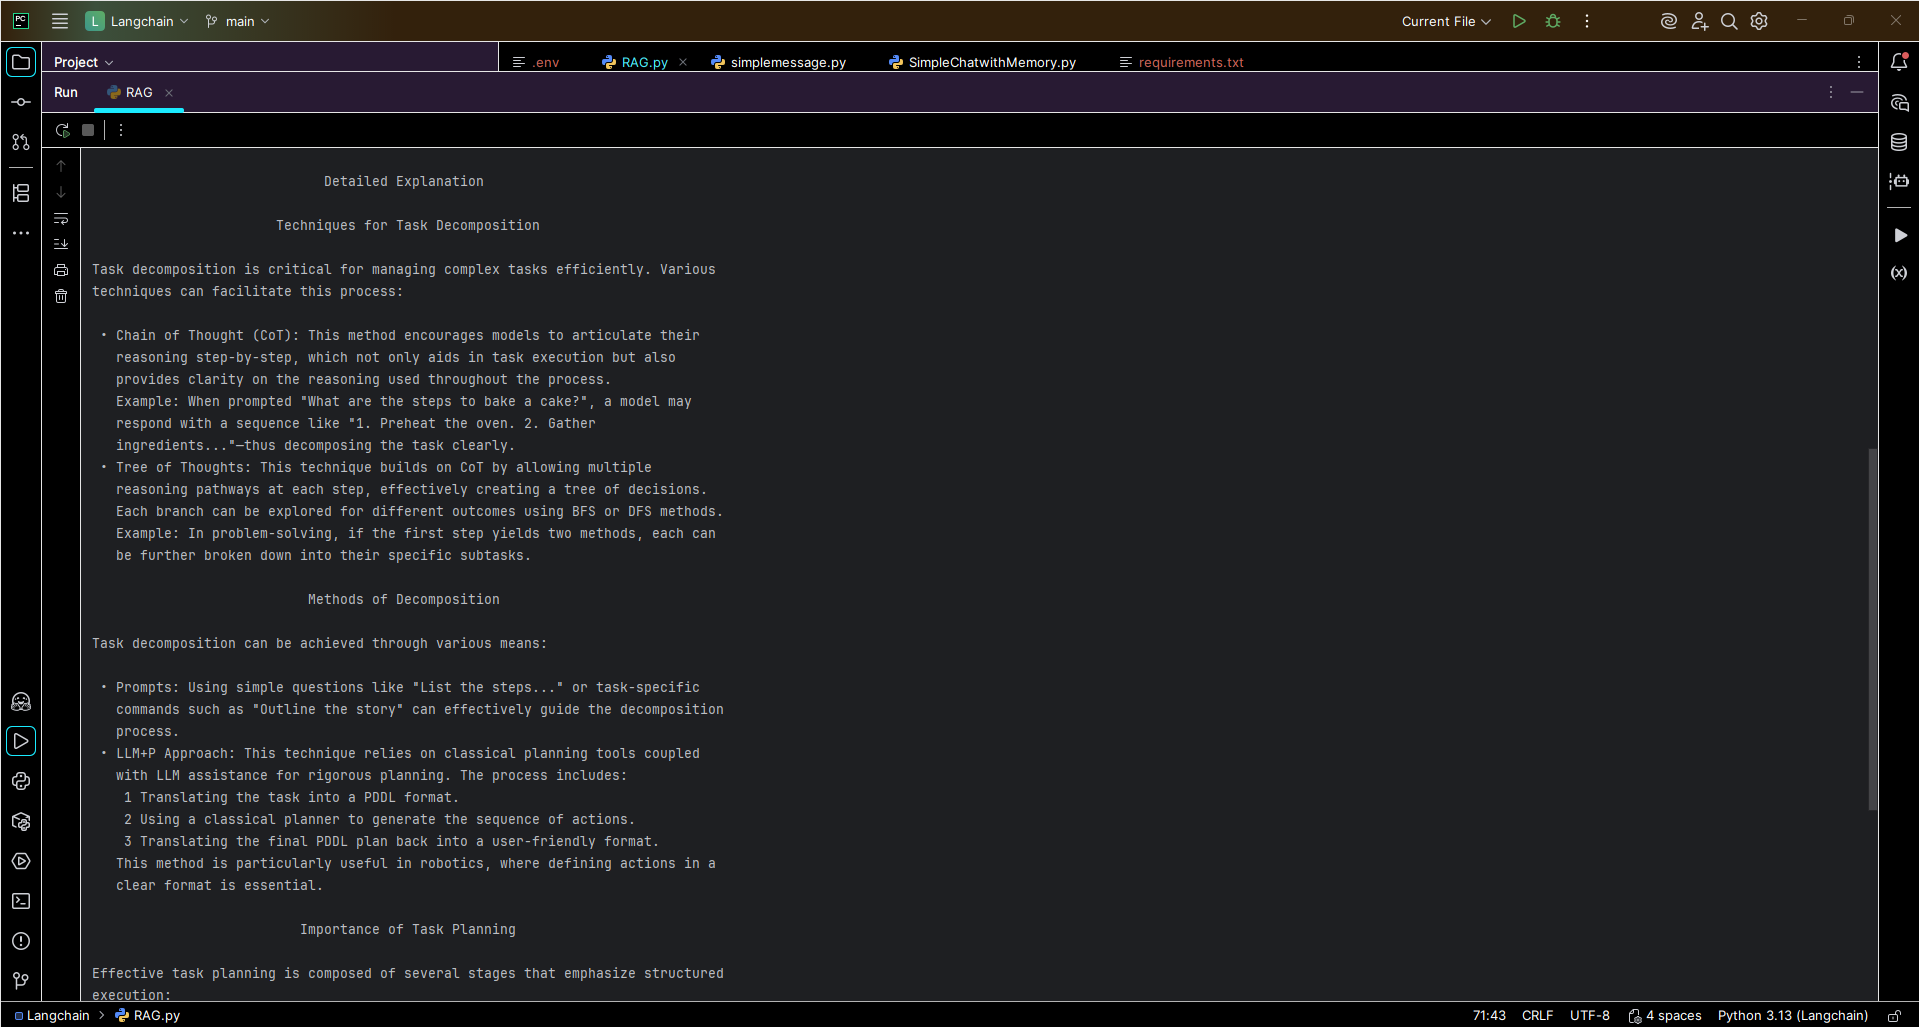 PC
L Langchain main Current File
Project .env RAG.py simplemessage.py SimpleChatwithMemory.py requirements.txt
Run RAG
Detailed Explanation
Techniques for Task Decomposition
Task decomposition is critical for managing complex tasks efficiently. Various
techniques can facilitate this process:
• Chain of Thought (CoT): This method encourages models to articulate their
reasoning step-by-step, which not only aids in task execution but also
provides clarity on the reasoning used throughout the process.
Example: When prompted "What are the steps to bake a cake?", a model may
respond with a sequence like "1. Preheat the oven. 2. Gather
ingredients..."—thus decomposing the task clearly.
• Tree of Thoughts: This technique builds on CoT by allowing multiple
reasoning pathways at each step, effectively creating a tree of decisions.
Each branch can be explored for different outcomes using BFS or DFS methods.
Example: In problem-solving, if the first step yields two methods, each can
be further broken down into their specific subtasks.
Methods of Decomposition
Task decomposition can be achieved through various means:
• Prompts: Using simple questions like "List the steps..." or task-specific
commands such as "Outline the story" can effectively guide the decomposition
process.
• LLM+P Approach: This technique relies on classical planning tools coupled
with LLM assistance for rigorous planning. The process includes:
1 Translating the task into a PDDL format.
2 Using a classical planner to generate the sequence of actions.
3 Translating the final PDDL plan back into a user-friendly format.
This method is particularly useful in robotics, where defining actions in a
clear format is essential.
Importance of Task Planning
Effective task planning is composed of several stages that emphasize structured
execution:
Langchain > RAG.py 71:43 CRLF UTF-8 4 spaces Python 3.13 (Langchain)